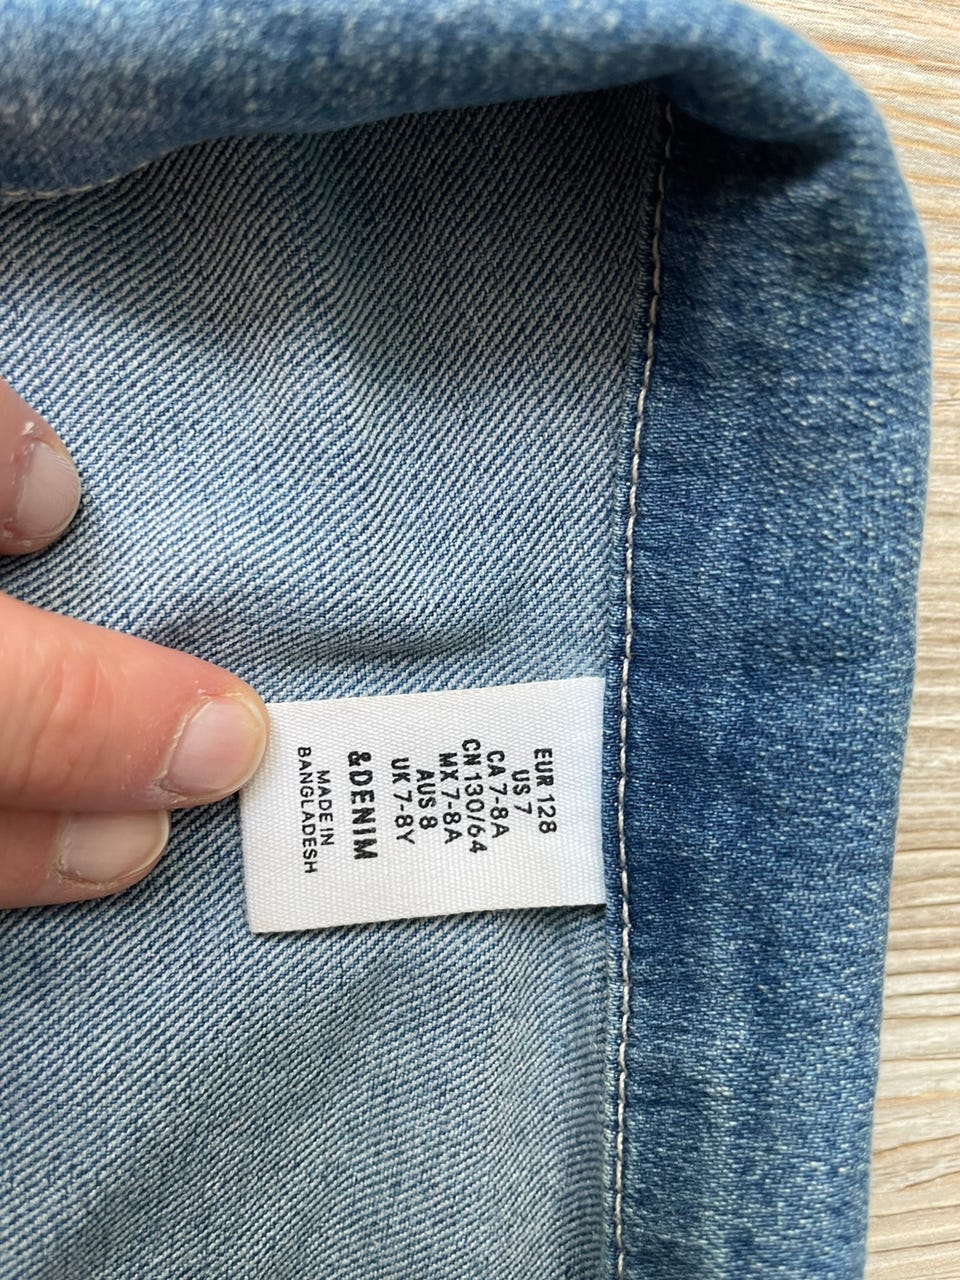 EUR 128
US 7
CA 7-8A
CN 130/64
MX 7-8A
AUS 8
UK 7-8Y
&DENIM
MADE IN
BANGLADESH